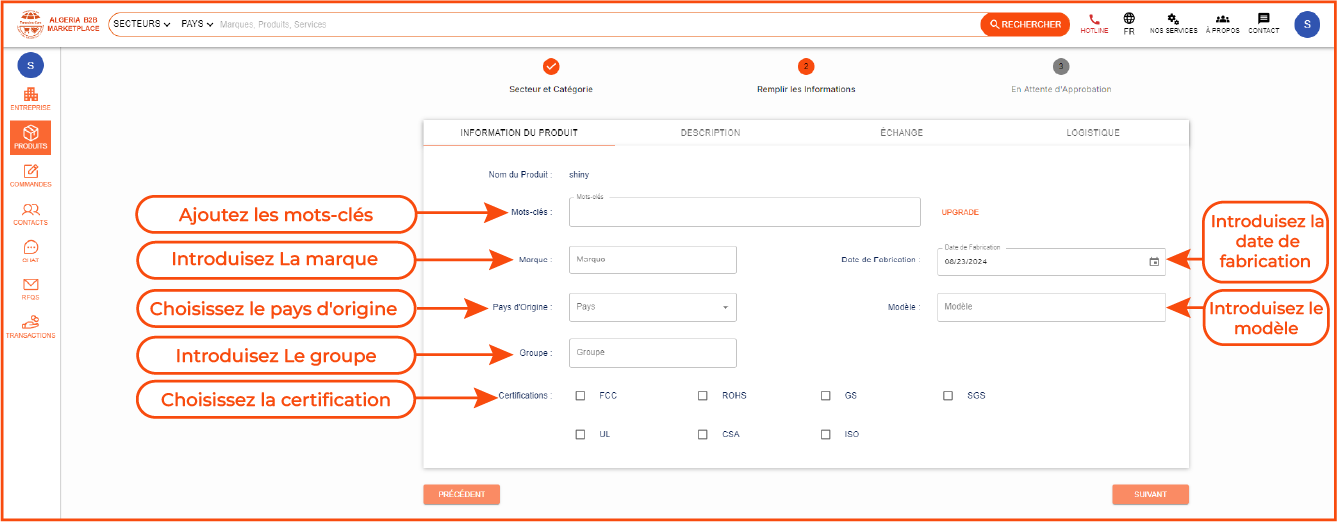 ALGERIA B2B
MARKETPLACE
SECTEURS PAYS Marques, Produits, Services
RECHERCHER
HOTLINE
FR
NOS SERVICES
À PROPOS
CONTACT
S
S
ENTREPRISE
PRODUITS
COMMANDES
CONTACTS
CHAT
RFQS
TRANSACTIONS
2
3
Secteur et Catégorie
Remplir les Informations
En Attente d'Approbation
INFORMATION DU PRODUIT
DESCRIPTION
ÉCHANGE
LOGISTIQUE
Nom du Produit : shiny
Ajoutez les mots-clés
Mots-clés :
Mots-clés
UPGRADE
Introduisez La marque
Marque :
Marque
Date de Fabrication :
Date de Fabrication
08/23/2024
Introduisez la
date de
fabrication
Choisissez le pays d'origine
Pays d'Origine :
Pays
Modèle :
Modèle
Introduisez le
modèle
Introduisez Le groupe
Groupe :
Groupe
Choisissez la certification
Certifications :
FCC ROHS GS SGS
UL CSA ISO
PRÉCÉDENT
SUIVANT